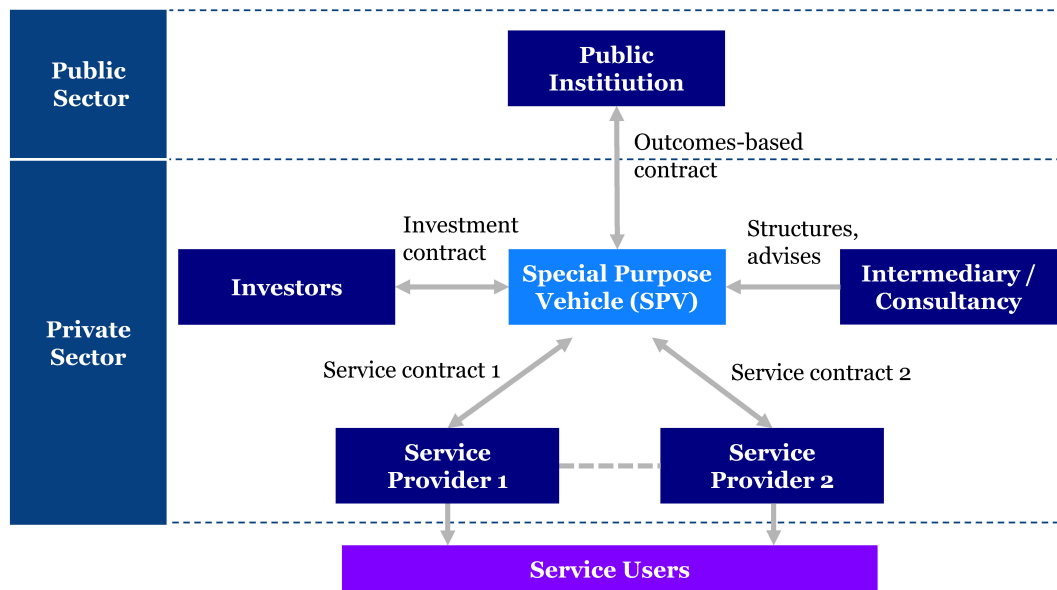 Public
Sector
Public
Institiution
Outcomes-based
contract
Investment
contract
Structures,
advises
Investors
Special Purpose
Vehicle (SPV)
Intermediary /
Consultancy
Private
Sector
Service contract 1
Service contract 2
Service
Provider 1
Service
Provider 2
Service Users